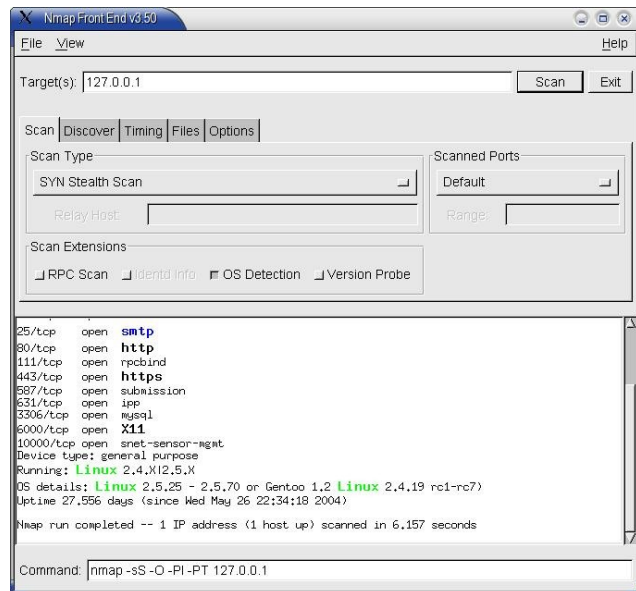 X Nmap Front End v3.50
File View Help
Target(s): 127.0.0.1 Scan Exit
Scan Discover Timing Files Options
Scan Type Scanned Ports
SYN Stealth Scan Default
Relay Host: Range:
Scan Extensions
RPC Scan Identd Info OS Detection Version Probe
25/tcp open smtp
80/tcp open http
111/tcp open rpcbind
443/tcp open https
587/tcp open submission
631/tcp open ipp
3306/tcp open mysql
6000/tcp open X11
10000/tcp open snet-sensor-mgmt
Device type: general purpose
Running: Linux 2.4.X|2.5.X
OS details: Linux 2.5.25 - 2.5.70 or Gentoo 1.2 Linux 2.4.19 rc1-rc7)
Uptime 27.556 days (since Wed May 26 22:34:18 2004)
Nmap run completed -- 1 IP address (1 host up) scanned in 6.157 seconds
Command: nmap -sS -O -PI -PT 127.0.0.1